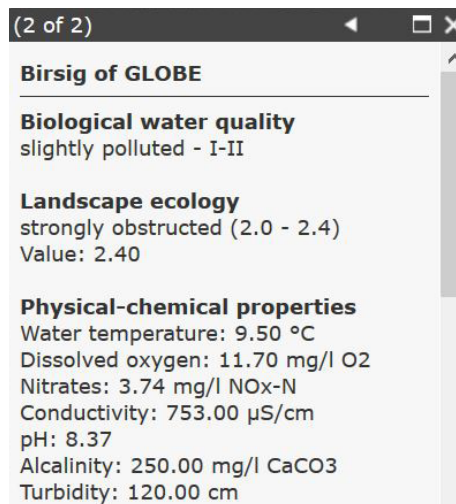 (2 of 2)
Birsig of GLOBE
Biological water quality
slightly polluted - I-II
Landscape ecology
strongly obstructed (2.0 - 2.4)
Value: 2.40
Physical-chemical properties
Water temperature: 9.50 °C
Dissolved oxygen: 11.70 mg/l O2
Nitrates: 3.74 mg/l NOx-N
Conductivity: 753.00 µS/cm
pH: 8.37
Alcalinity: 250.00 mg/l CaCO3
Turbidity: 120.00 cm